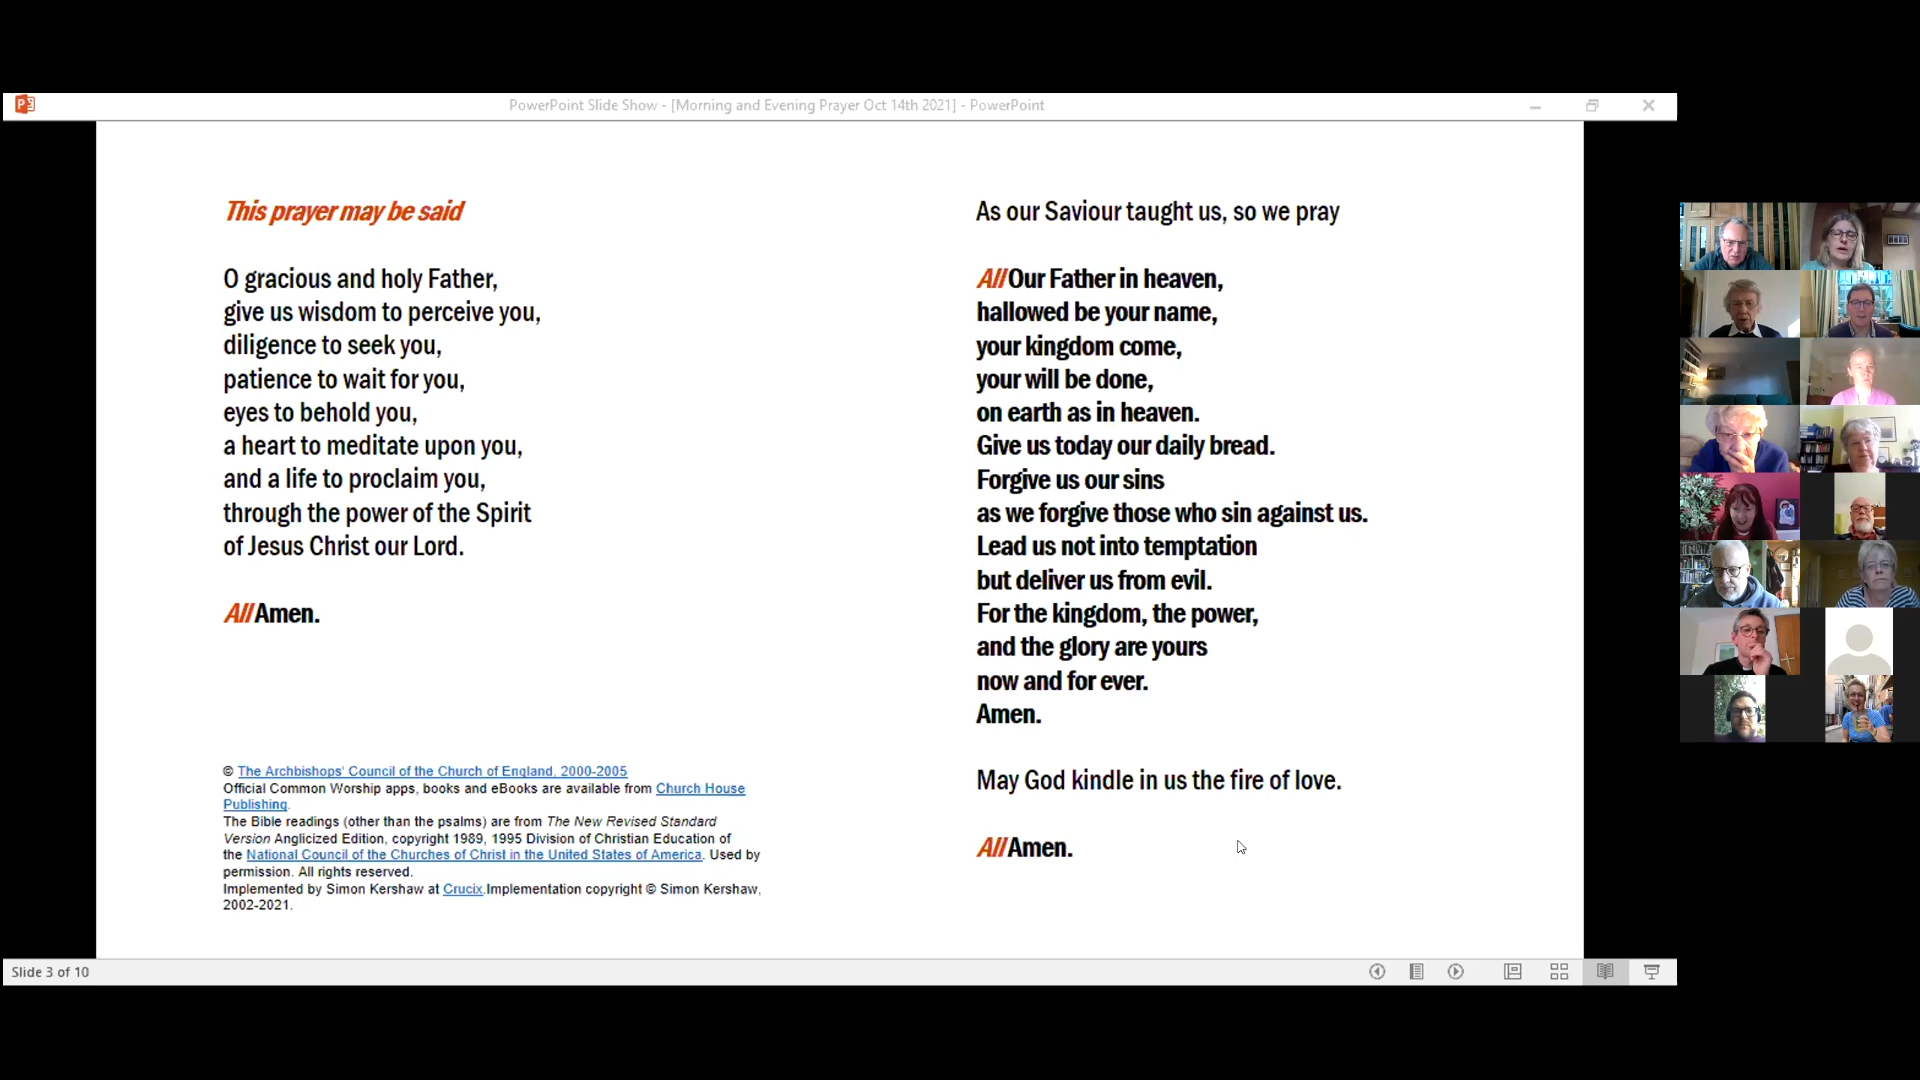 PowerPoint Slide Show - [Morning and Evening Prayer Oct 14th 2021] - PowerPoint
This prayer may be said
O gracious and holy Father,
give us wisdom to perceive you,
diligence to seek you,
patience to wait for you,
eyes to behold you,
a heart to meditate upon you,
and a life to proclaim you,
through the power of the Spirit
of Jesus Christ our Lord.
All Amen.
© The Archbishops' Council of the Church of England, 2000-2005
Official Common Worship apps, books and eBooks are available from Church House
Publishing.
The Bible readings (other than the psalms) are from The New Revised Standard
Version Anglicized Edition, copyright 1989, 1995 Division of Christian Education of
the National Council of the Churches of Christ in the United States of America. Used by
permission. All rights reserved.
Implemented by Simon Kershaw at Crucix.Implementation copyright © Simon Kershaw,
2002-2021.
As our Saviour taught us, so we pray
All Our Father in heaven,
hallowed be your name,
your kingdom come,
your will be done,
on earth as in heaven.
Give us today our daily bread.
Forgive us our sins
as we forgive those who sin against us.
Lead us not into temptation
but deliver us from evil.
For the kingdom, the power,
and the glory are yours
now and for ever.
Amen.
May God kindle in us the fire of love.
All Amen.
Slide 3 of 10